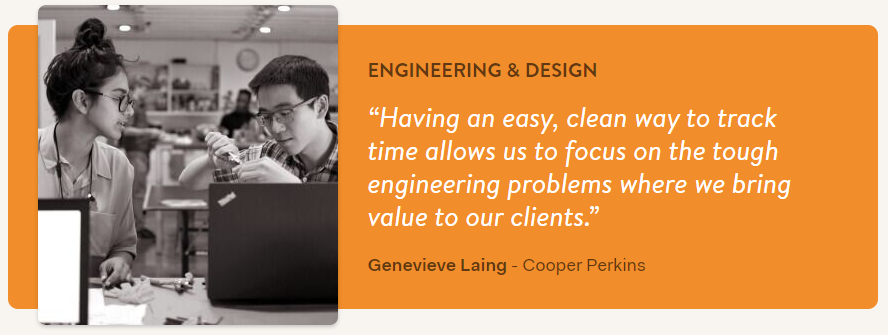 ENGINEERING & DESIGN
“Having an easy, clean way to track
time allows us to focus on the tough
engineering problems where we bring
value to our clients.”
Genevieve Laing - Cooper Perkins